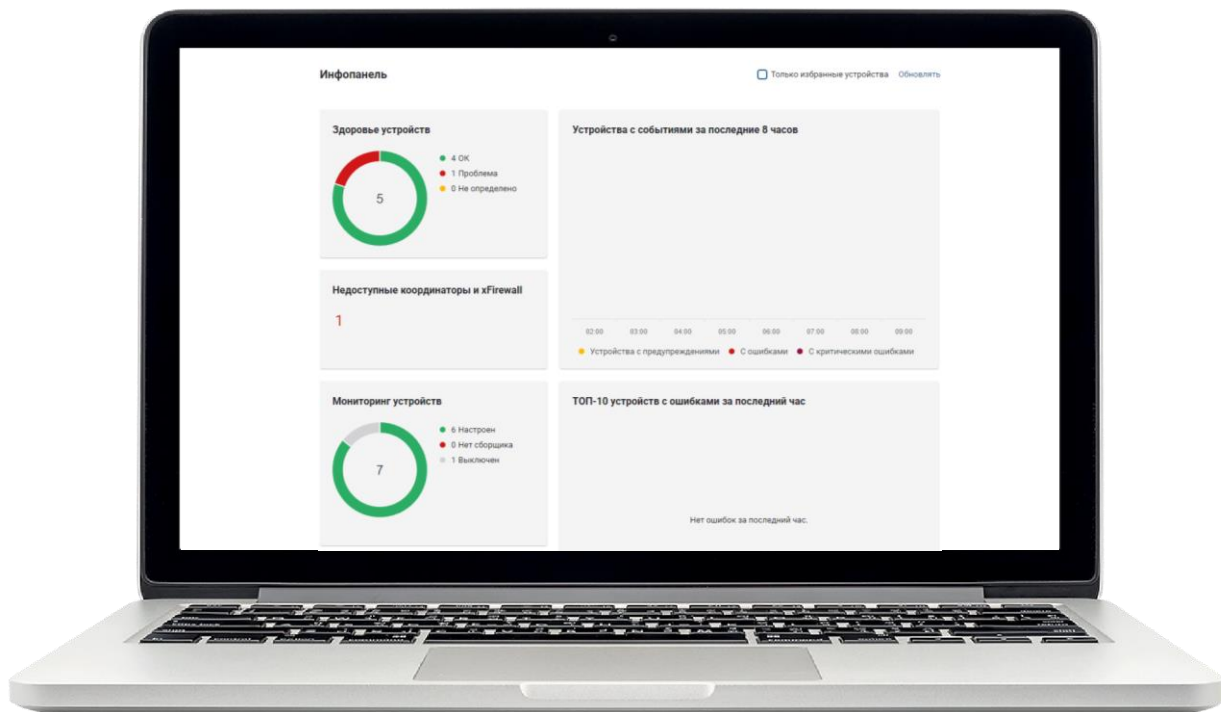 Инфопанель
Только избранные устройства Обновлять
Здоровье устройств
5
4 ОК
1 Проблема
0 Не определено
Устройства с событиями за последние 8 часов
02:00 03:00 04:00 05:00 06:00 07:00 08:00 09:00
Устройства с предупреждениями С ошибками С критическими ошибками
Недоступные координаторы и xFirewall
1
Мониторинг устройств
7
6 Настроен
0 Нет сборщика
1 Выключен
ТОП-10 устройств с ошибками за последний час
Нет ошибок за последний час.